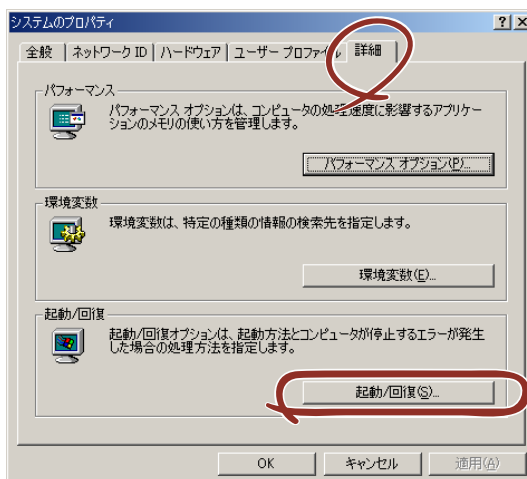 システムのプロパティ
全般 ネットワーク ID ハードウェア ユーザー プロファイル 詳細
パフォーマンス
パフォーマンス オプションは、コンピュータの処理速度に影響するアプリケー
ションのメモリの使い方を管理します。
パフォーマンス オプション(P)...
環境変数
環境変数は、特定の種類の情報の検索先を指定します。
環境変数(E)...
起動/回復
起動/回復オプションは、起動方法とコンピュータが停止するエラーが発生
した場合の処理方法を指定します。
起動/回復(S)...
OK キャンセル 適用(A)